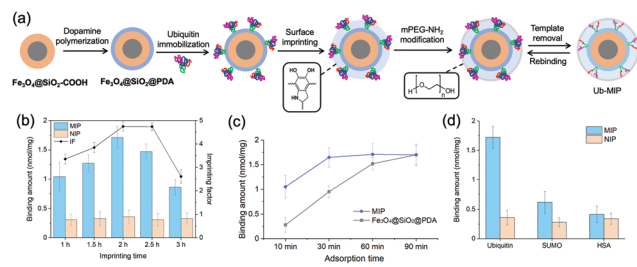 (a)
Dopamine
polymerization
Ubiquitin
immobilization
Surface
imprinting
mPEG-NH₂
modification
Template
removal
Rebinding
Fe₃O₄@SiO₂-COOH
Fe₃O₄@SiO₂@PDA
Ub-MIP
HO
OH
N
H
H
O
OH
n
(b)
MIP
NIP
IF
Binding amount (nmol/mg)
2
1.5
1
0.5
0
5
4
3
2
1
0
Imprinting factor
1 h
1.5 h
2 h
2.5 h
3 h
Imprinting time
(c)
Binding amount (nmol/mg)
2
1.5
1
0.5
0
MIP
Fe₃O₄@SiO₂@PDA
10 min
30 min
60 min
90 min
Adsorption time
(d)
MIP
NIP
Binding amount (nmol/mg)
2
1.5
1
0.5
0
Ubiquitin
SUMO
HSA